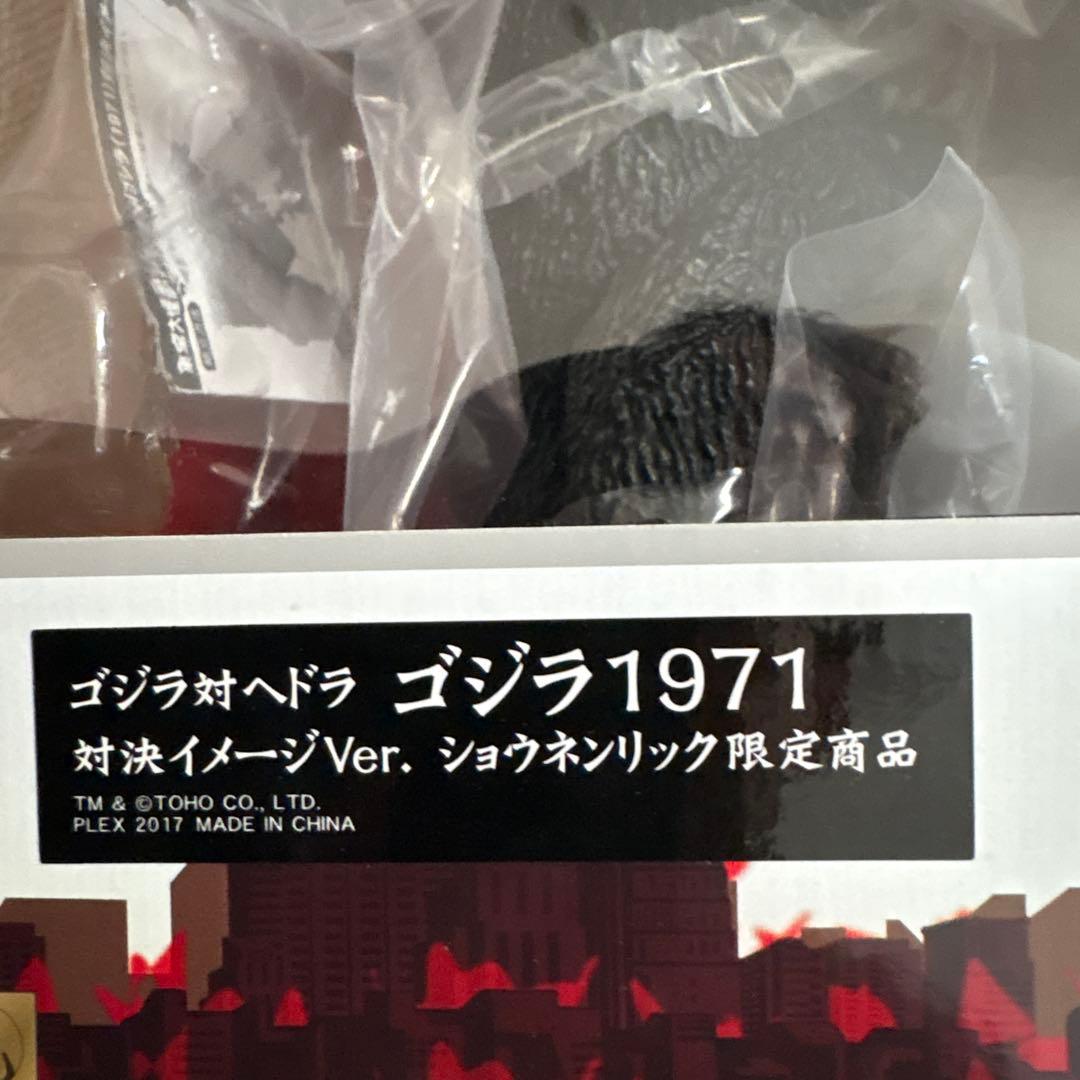 ゴジラ対ヘドラ ゴジラ1971
対決イメージVer. ショウネンリック限定商品
TM & ©TOHO CO., LTD.
PLEX 2017 MADE IN CHINA